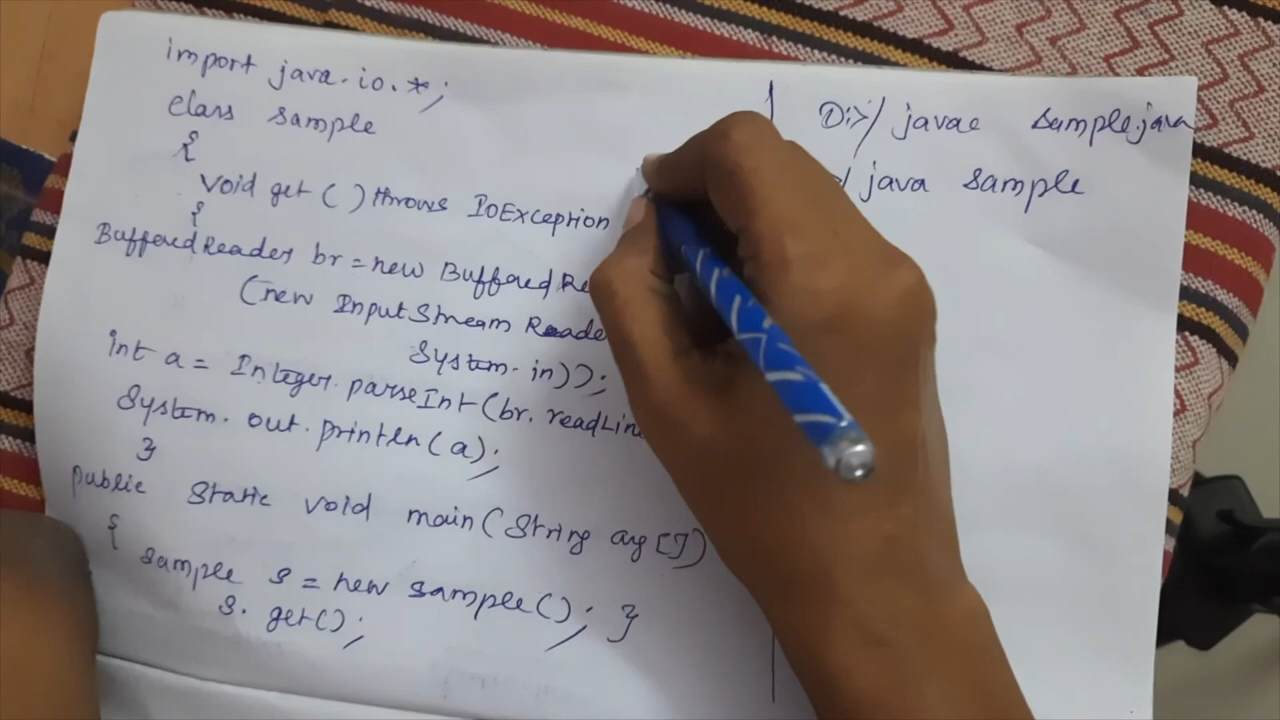 import java.io.*;
class sample
{
void get ( ) throws IOException
{
BufferedReader br = new Buffered
(new InputStream Reade
System.in));
int a = Integer.parseInt(br.readLin
System.out.println(a);
}
public static void main(String arg[])
{
sample s = new sample(); }
s.get();
D:>/ javac sample.java
/ java sample